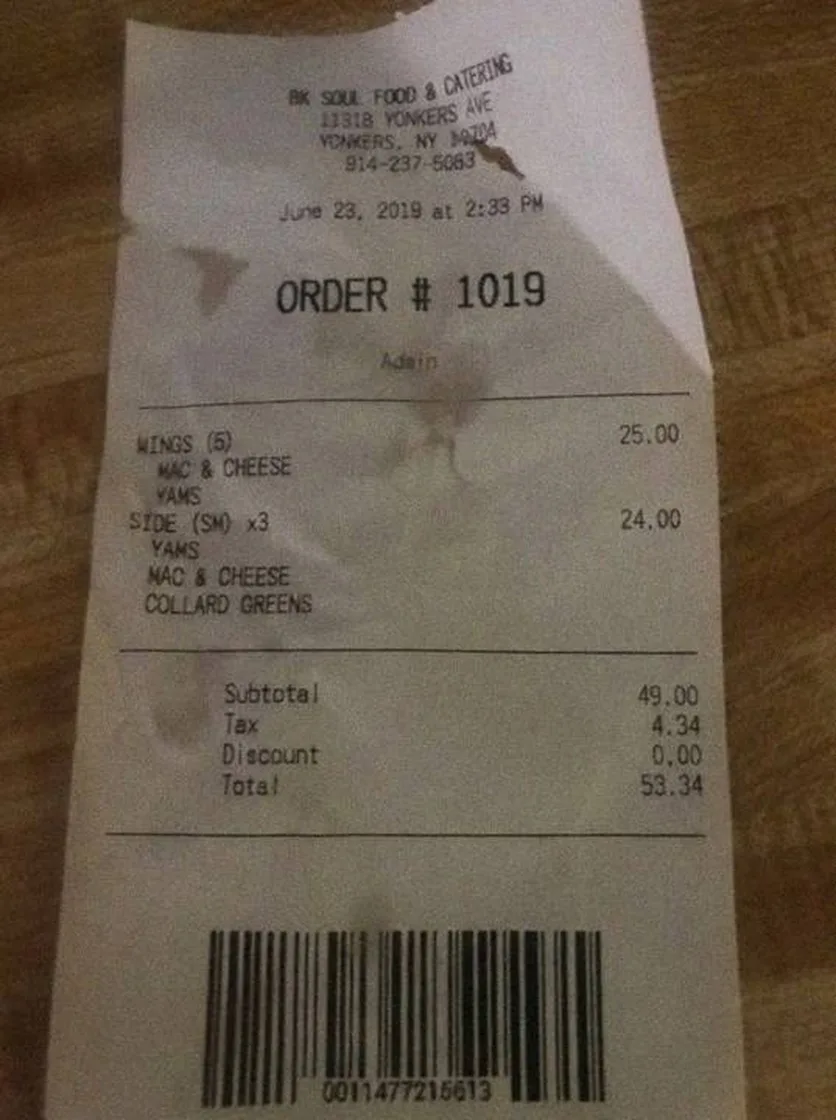 BK SOUL FOOD & CATERING
1131B YONKERS AVE
YONKERS, NY 10704
914-237-5083
June 23, 2019 at 2:33 PM
ORDER # 1019
Admin
WINGS (5) 25.00
MAC & CHEESE
YAMS
SIDE (SM) x3 24.00
YAMS
MAC & CHEESE
COLLARD GREENS
Subtotal 49.00
Tax 4.34
Discount 0.00
Total 53.34
0011477215613